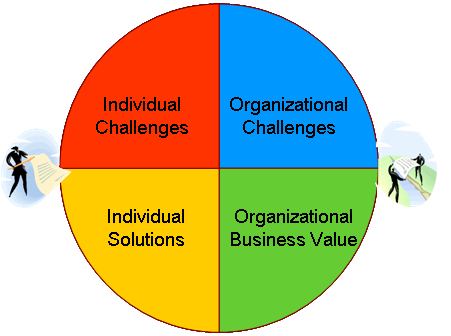 Individual
Challenges
Organizational
Challenges
Individual
Solutions
Organizational
Business Value